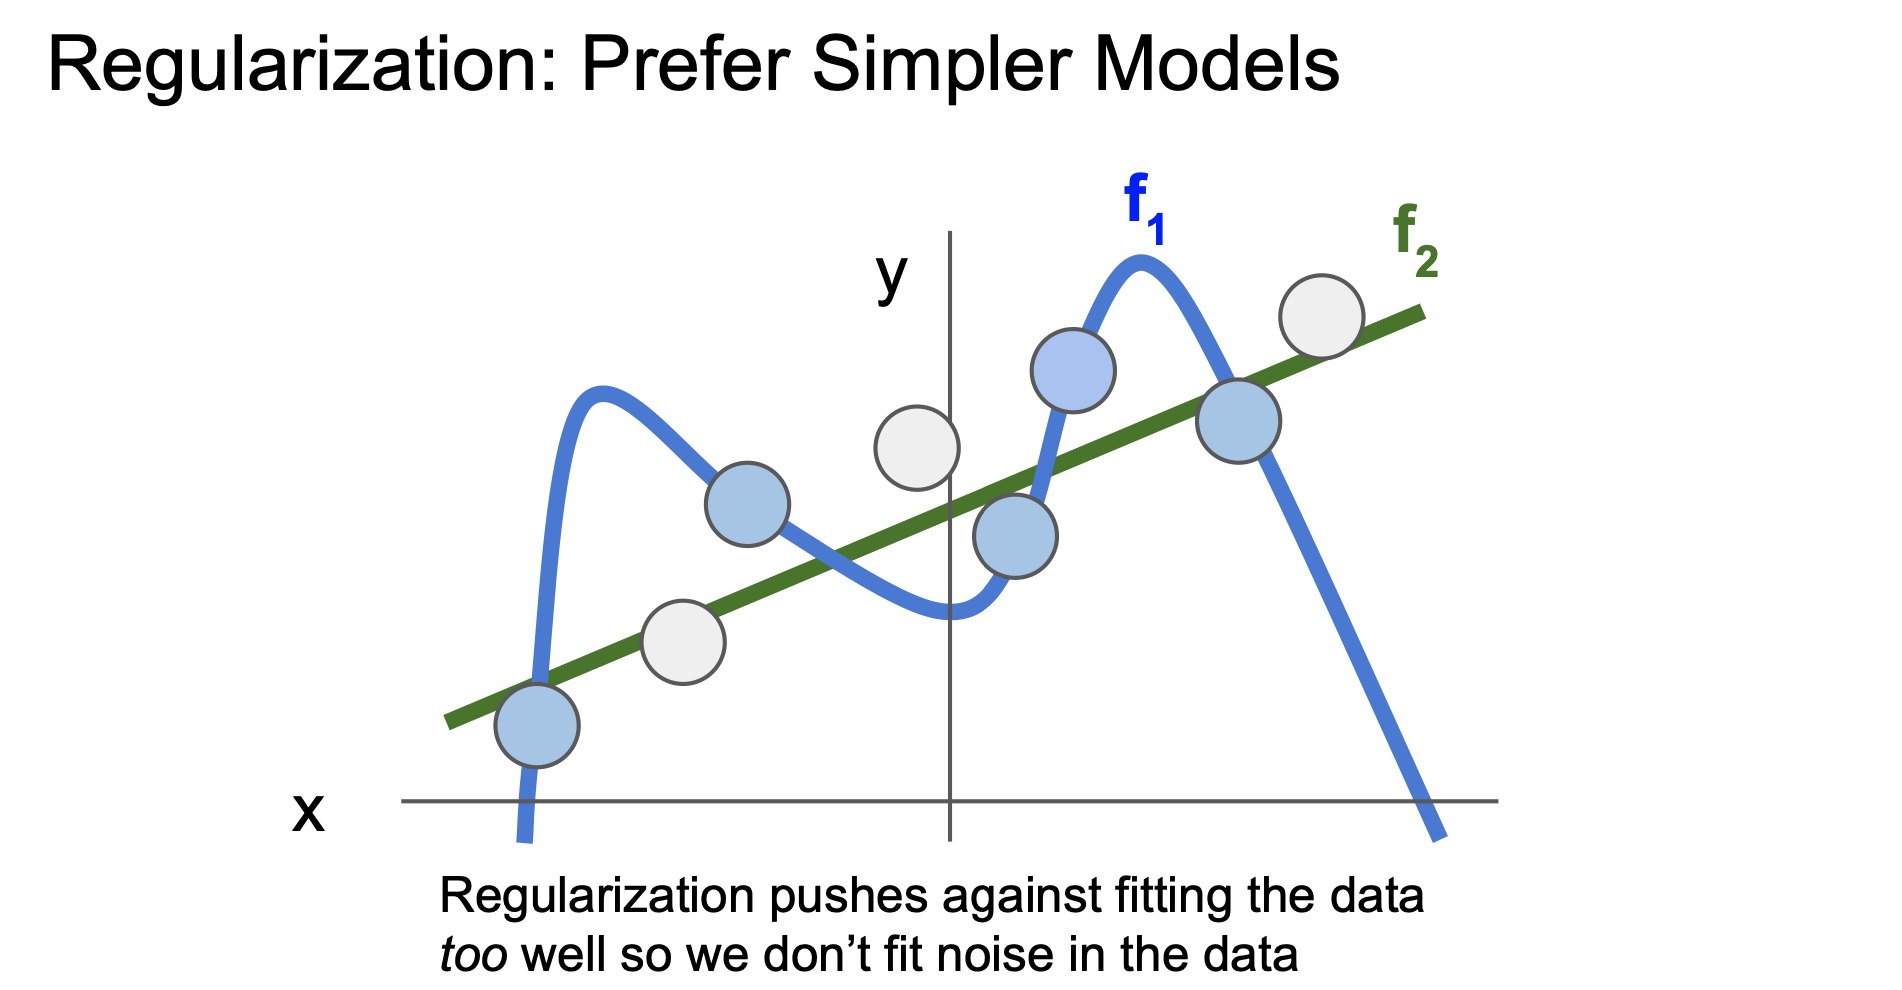 Regularization: Prefer Simpler Models
f₁
f₂
y
x
Regularization pushes against fitting the data
too well so we don’t fit noise in the data